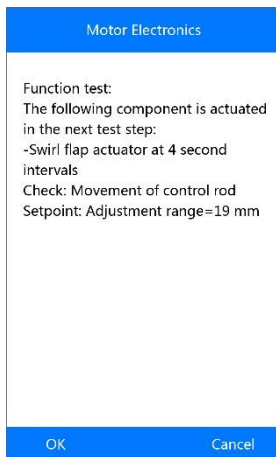 Motor Electronics
Function test:
The following component is actuated
in the next test step:
-Swirl flap actuator at 4 second
intervals
Check: Movement of control rod
Setpoint: Adjustment range=19 mm
OK
Cancel